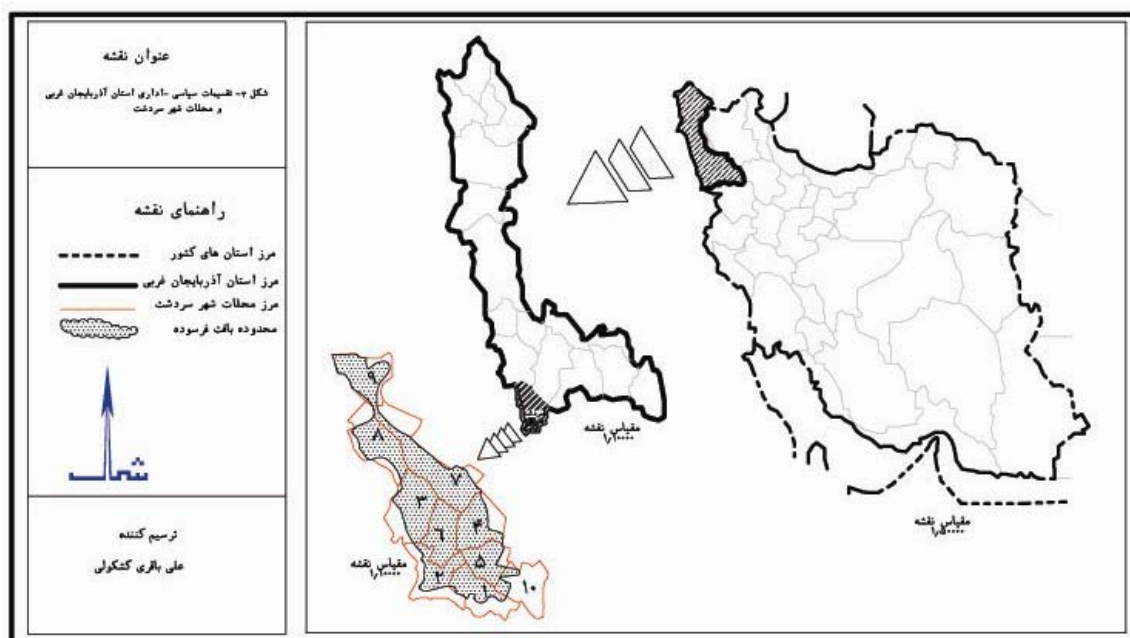 عنوان نقشه
شکل ۲- تقسیمات سیاسی -اداری استان آذربایجان غربی
و محلات شهر سردشت
راهنمای نقشه
مرز استان های کشور
مرز استان آذربایجان غربی
مرز محلات شهر سردشت
محدوده بافت فرسوده
شمال
ترسیم کننده
علی باقری کشکولی
مقیاس نقشه
مقیاس نقشه
مقیاس نقشه
۹
۸
۷
۳
۴
۶
۵
۲
۱
۱۰